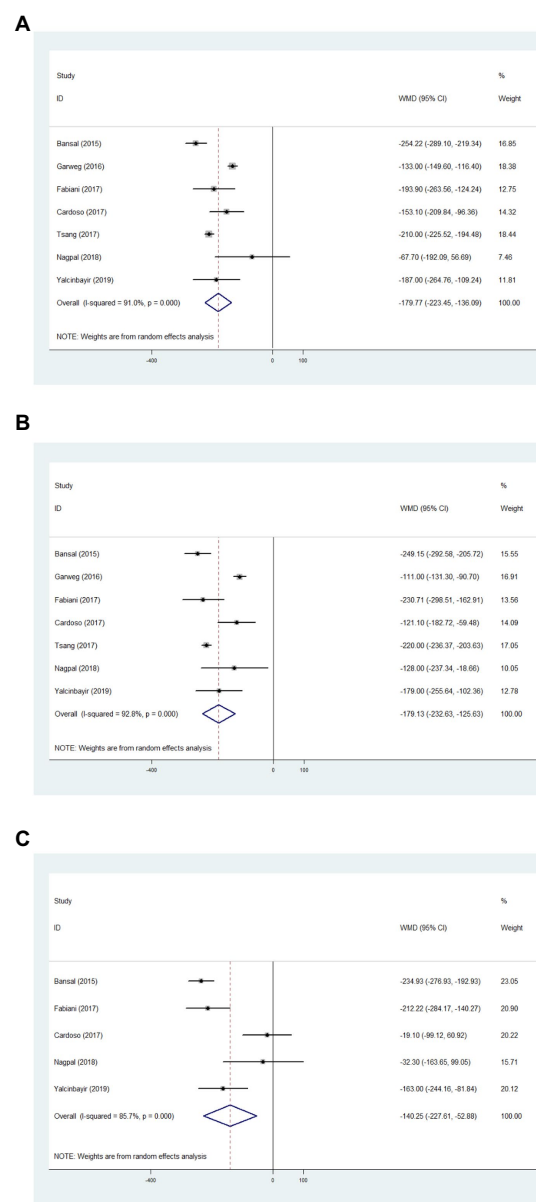 A
Study %
ID WMD (95% CI) Weight
Bansal (2015) -254.22 (-289.10, -219.34) 16.85
Garweg (2016) -133.00 (-149.60, -116.40) 18.38
Fabiani (2017) -193.90 (-263.56, -124.24) 12.75
Cardoso (2017) -153.10 (-209.84, -96.36) 14.32
Tsang (2017) -210.00 (-225.52, -194.48) 18.44
Nagpal (2018) -67.70 (-192.09, 56.69) 7.46
Yalcinbayir (2019) -187.00 (-264.76, -109.24) 11.81
Overall (I-squared = 91.0%, p = 0.000) -179.77 (-223.45, -136.09) 100.00
NOTE: Weights are from random effects analysis
-400 0 100
B
Study %
ID WMD (95% CI) Weight
Bansal (2015) -249.15 (-292.58, -205.72) 15.55
Garweg (2016) -111.00 (-131.30, -90.70) 16.91
Fabiani (2017) -230.71 (-298.51, -162.91) 13.56
Cardoso (2017) -121.10 (-182.72, -59.48) 14.09
Tsang (2017) -220.00 (-236.37, -203.63) 17.05
Nagpal (2018) -128.00 (-237.34, -18.66) 10.05
Yalcinbayir (2019) -179.00 (-255.64, -102.36) 12.78
Overall (I-squared = 92.8%, p = 0.000) -179.13 (-232.63, -125.63) 100.00
NOTE: Weights are from random effects analysis
-400 0 100
C
Study %
ID WMD (95% CI) Weight
Bansal (2015) -234.93 (-276.93, -192.93) 23.05
Fabiani (2017) -212.22 (-284.17, -140.27) 20.90
Cardoso (2017) -19.10 (-99.12, 60.92) 20.22
Nagpal (2018) -32.30 (-163.65, 99.05) 15.71
Yalcinbayir (2019) -163.00 (-244.16, -81.84) 20.12
Overall (I-squared = 85.7%, p = 0.000) -140.25 (-227.61, -52.88) 100.00
NOTE: Weights are from random effects analysis
-400 0 100